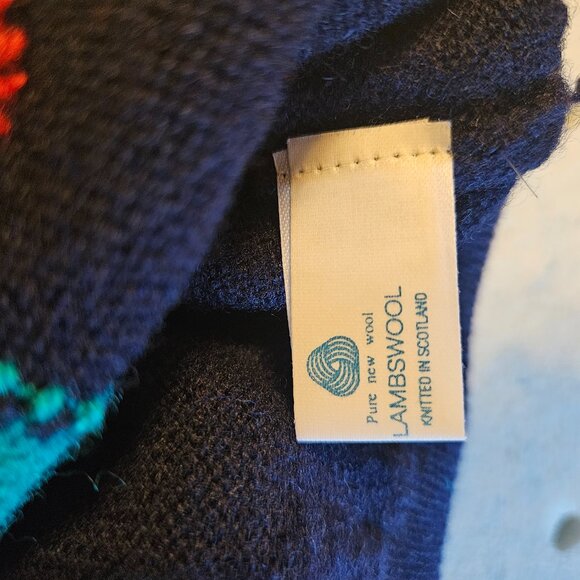 Pure new wool
LAMBSWOOL
KNITTED IN SCOTLAND